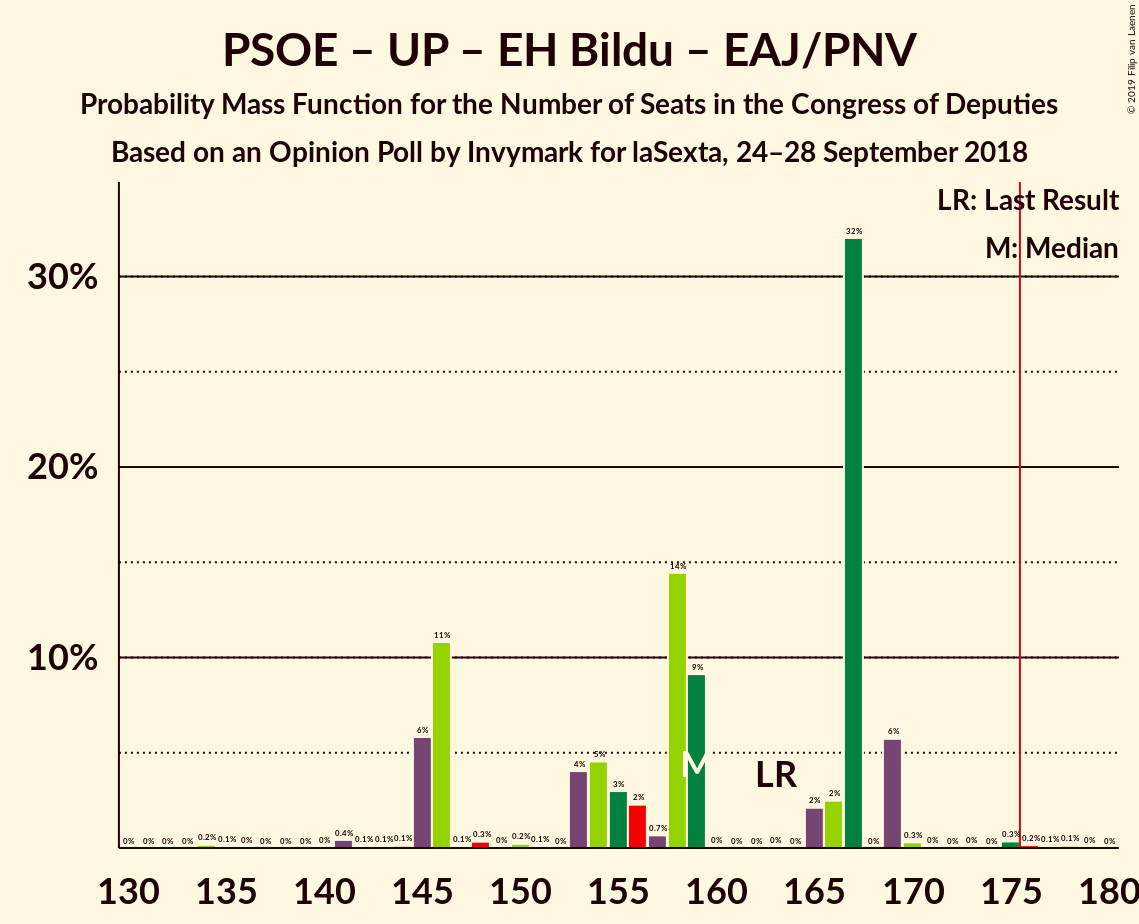 PSOE – UP – EH Bildu – EAJ/PNV
Probability Mass Function for the Number of Seats in the Congress of Deputies
Based on an Opinion Poll by Invymark for laSexta, 24–28 September 2018
© 2019 Filip van Laenen
LR: Last Result
M: Median
30%
20%
10%
0% 0% 0% 0% 0.2% 0.1% 0% 0% 0% 0% 0% 0.4% 0.1% 0.1% 0.1% 6% 11% 0.1% 0.3% 0% 0.2% 0.1% 0% 4% 5% 3% 2% 0.7% 14% 9% 0% 0% 0% 0% 0% 2% 2% 32% 0% 6% 0.3% 0% 0% 0% 0% 0.3% 0.2% 0.1% 0.1% 0% 0%
M
LR
130 135 140 145 150 155 160 165 170 175 180